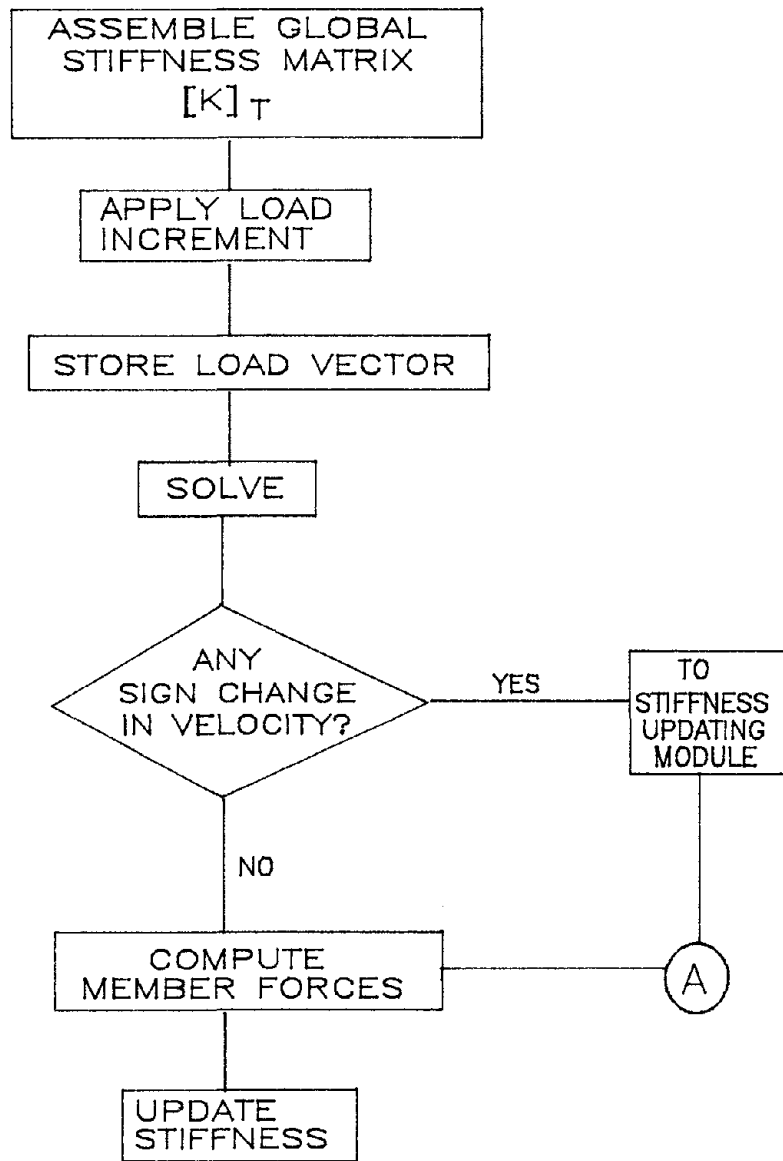 ASSEMBLE GLOBAL
STIFFNESS MATRIX
[K] T
APPLY LOAD
INCREMENT
STORE LOAD VECTOR
SOLVE
ANY
SIGN CHANGE
IN VELOCITY?
YES
TO
STIFFNESS
UPDATING
MODULE
NO
COMPUTE
MEMBER FORCES
A
UPDATE
STIFFNESS